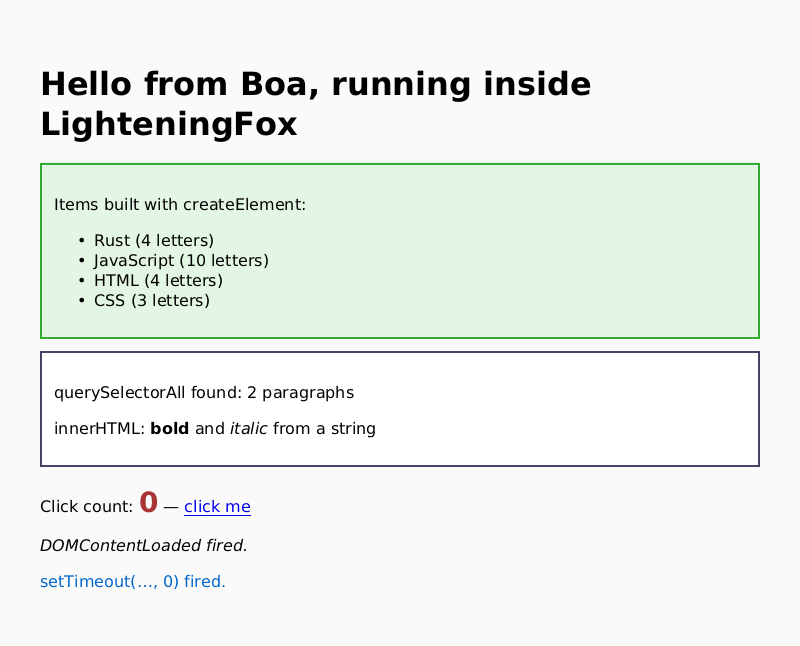 Hello from Boa, running inside
LighteningFox
Items built with createElement:
• Rust (4 letters)
• JavaScript (10 letters)
• HTML (4 letters)
• CSS (3 letters)
querySelectorAll found: 2 paragraphs
innerHTML: bold and italic from a string
Click count: 0 — click me
DOMContentLoaded fired.
setTimeout(…, 0) fired.